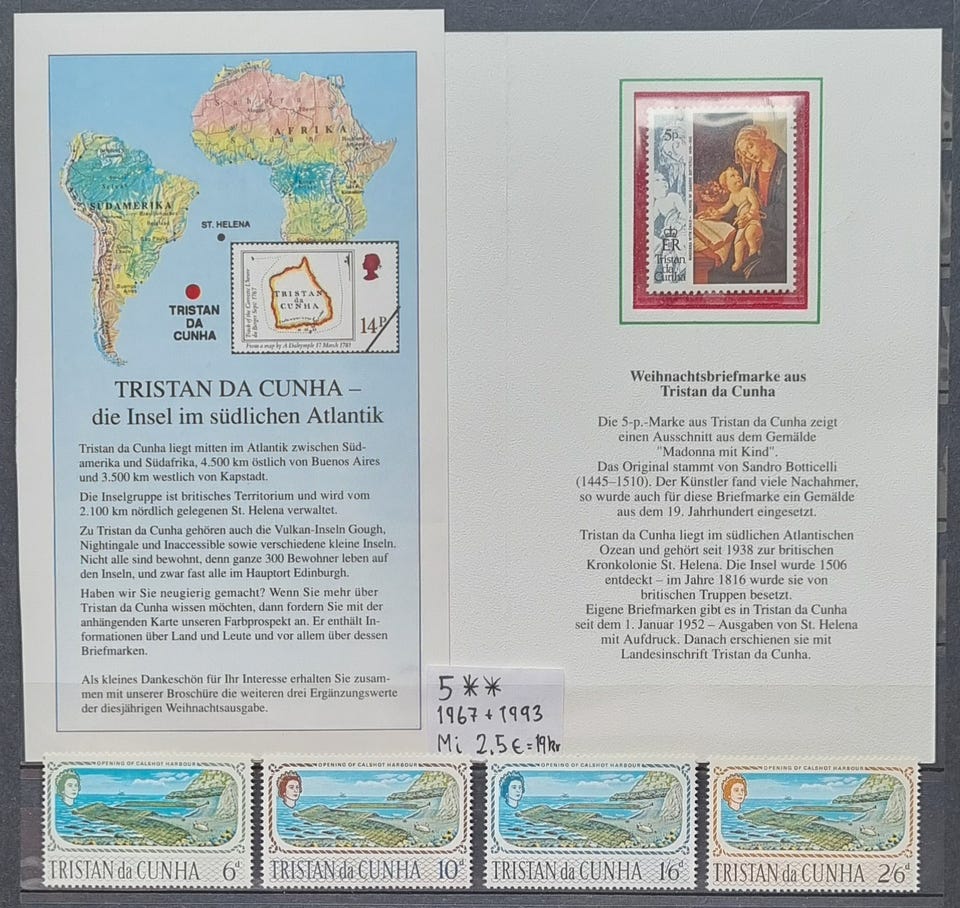 AFRIKA
Sahara
Sudan
SÜDAMERIKA
Brasilien
Buenos Aires
ST. HELENA
TRISTAN
DA
CUNHA
TRISTAN
da
CUNHA
14P
From a map by A Dalrymple 17 March 1781
TRISTAN DA CUNHA –
die Insel im südlichen Atlantik
Tristan da Cunha liegt mitten im Atlantik zwischen Süd-
amerika und Südafrika, 4.500 km östlich von Buenos Aires
und 3.500 km westlich von Kapstadt.
Die Inselgruppe ist britisches Territorium und wird vom
2.100 km nördlich gelegenen St. Helena verwaltet.
Zu Tristan da Cunha gehören auch die Vulkan-Inseln Gough,
Nightingale und Inaccessible sowie verschiedene kleine Inseln.
Nicht alle sind bewohnt, denn ganze 300 Bewohner leben auf
den Inseln, und zwar fast alle im Hauptort Edinburgh.
Haben wir Sie neugierig gemacht? Wenn Sie mehr über
Tristan da Cunha wissen möchten, dann fordern Sie mit der
anhängenden Karte unseren Farbprospekt an. Er enthält In-
formationen über Land und Leute und vor allem über dessen
Briefmarken.
Als kleines Dankeschön für Ihr Interesse erhalten Sie zusam-
men mit unserer Broschüre die weiteren drei Ergänzungswerte
der diesjährigen Weihnachtsausgabe.
5p
ER
Tristan
da
Cunha
Weihnachtsbriefmarke aus
Tristan da Cunha
Die 5-p.-Marke aus Tristan da Cunha zeigt
einen Ausschnitt aus dem Gemälde
"Madonna mit Kind".
Das Original stammt von Sandro Botticelli
(1445–1510). Der Künstler fand viele Nachahmer,
so wurde auch für diese Briefmarke ein Gemälde
aus dem 19. Jahrhundert eingesetzt.
Tristan da Cunha liegt im südlichen Atlantischen
Ozean und gehört seit 1938 zur britischen
Kronkolonie St. Helena. Die Insel wurde 1506
entdeckt – im Jahre 1816 wurde sie von
britischen Truppen besetzt.
Eigene Briefmarken gibt es in Tristan da Cunha
seit dem 1. Januar 1952 – Ausgaben von St. Helena
mit Aufdruck. Danach erschienen sie mit
Landesinschrift Tristan da Cunha.
5 **
1967 + 1993
Mi 2.5€=19kr
OPENING OF CALSHOT HARBOUR
TRISTAN da CUNHA 6d
OPENING OF CALSHOT HARBOUR
TRISTAN da CUNHA 10d
OPENING OF CALSHOT HARBOUR
TRISTAN da CUNHA 1/6d
OPENING OF CALSHOT HARBOUR
TRISTAN da CUNHA 2/6d